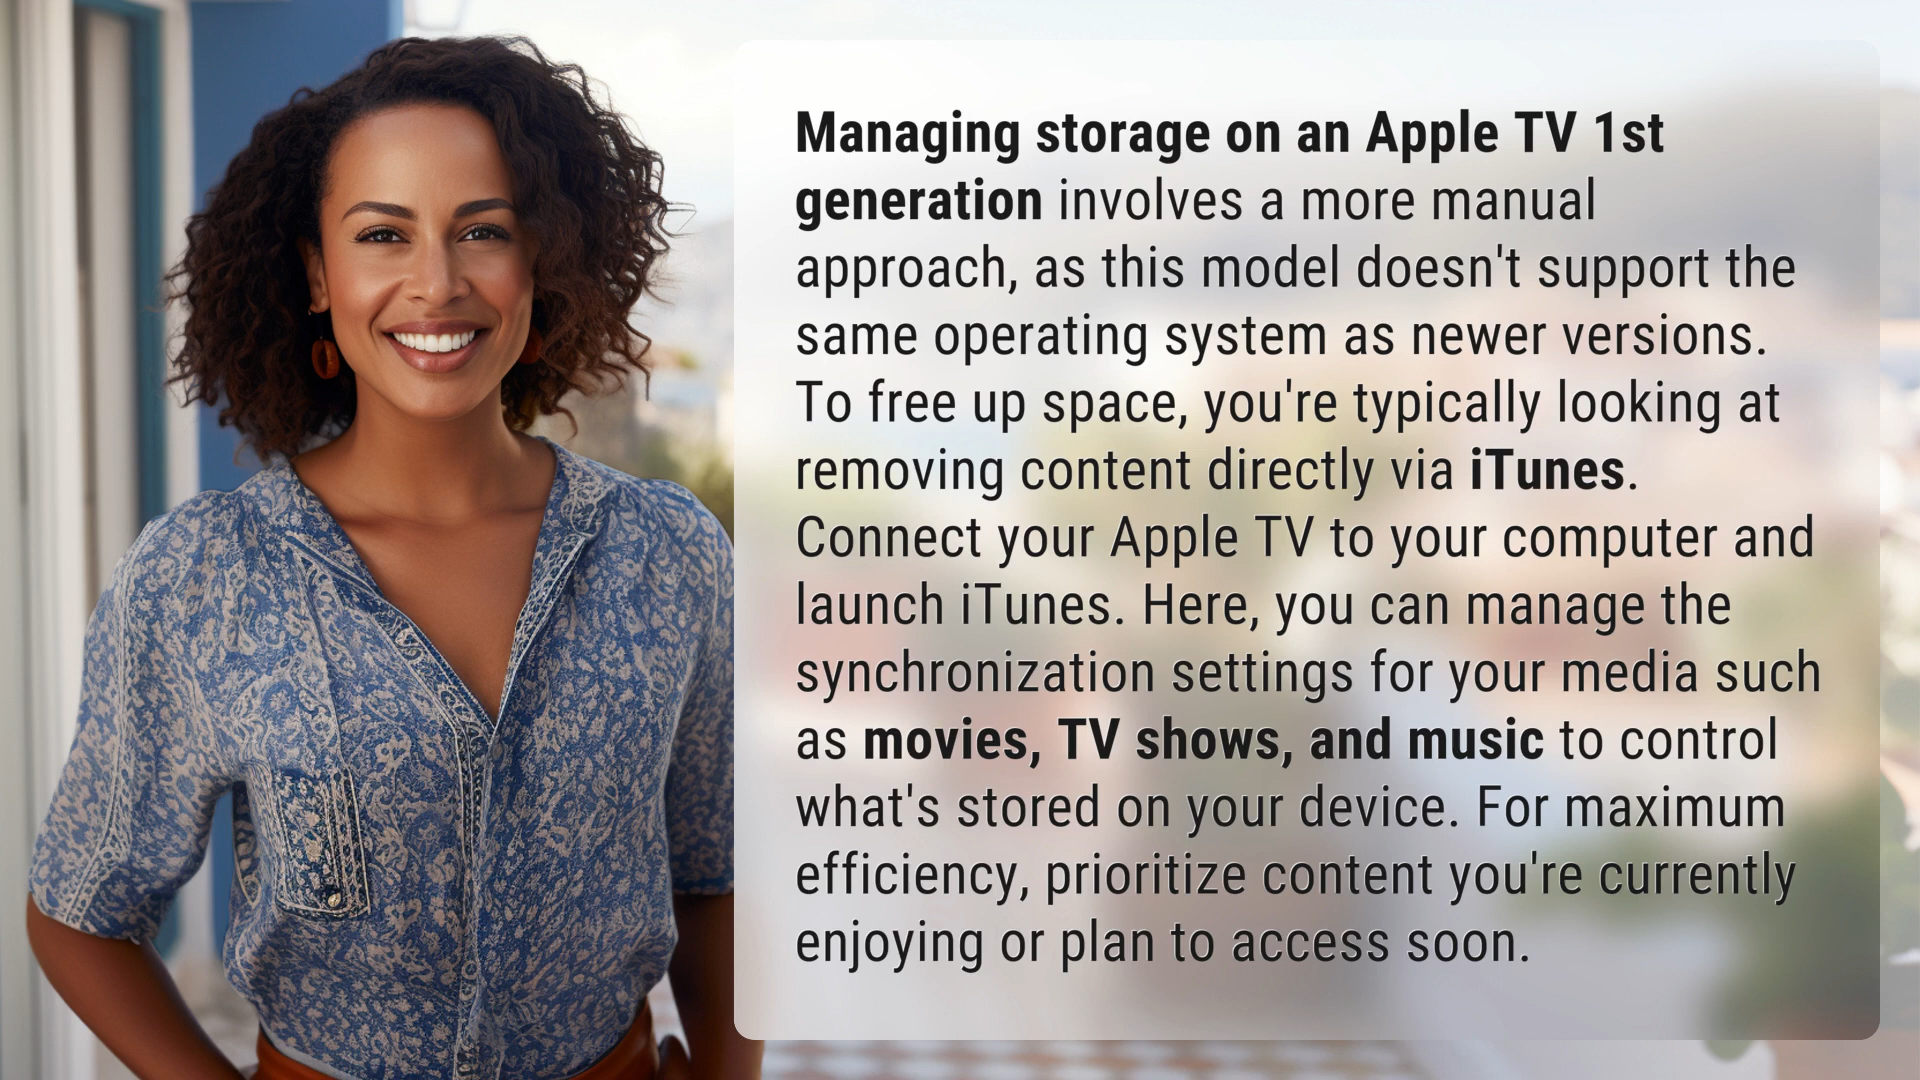 Managing storage on an Apple TV 1st
generation involves a more manual
approach, as this model doesn't support the
same operating system as newer versions.
To free up space, you're typically looking at
removing content directly via iTunes.
Connect your Apple TV to your computer and
launch iTunes. Here, you can manage the
synchronization settings for your media such
as movies, TV shows, and music to control
what's stored on your device. For maximum
efficiency, prioritize content you're currently
enjoying or plan to access soon.